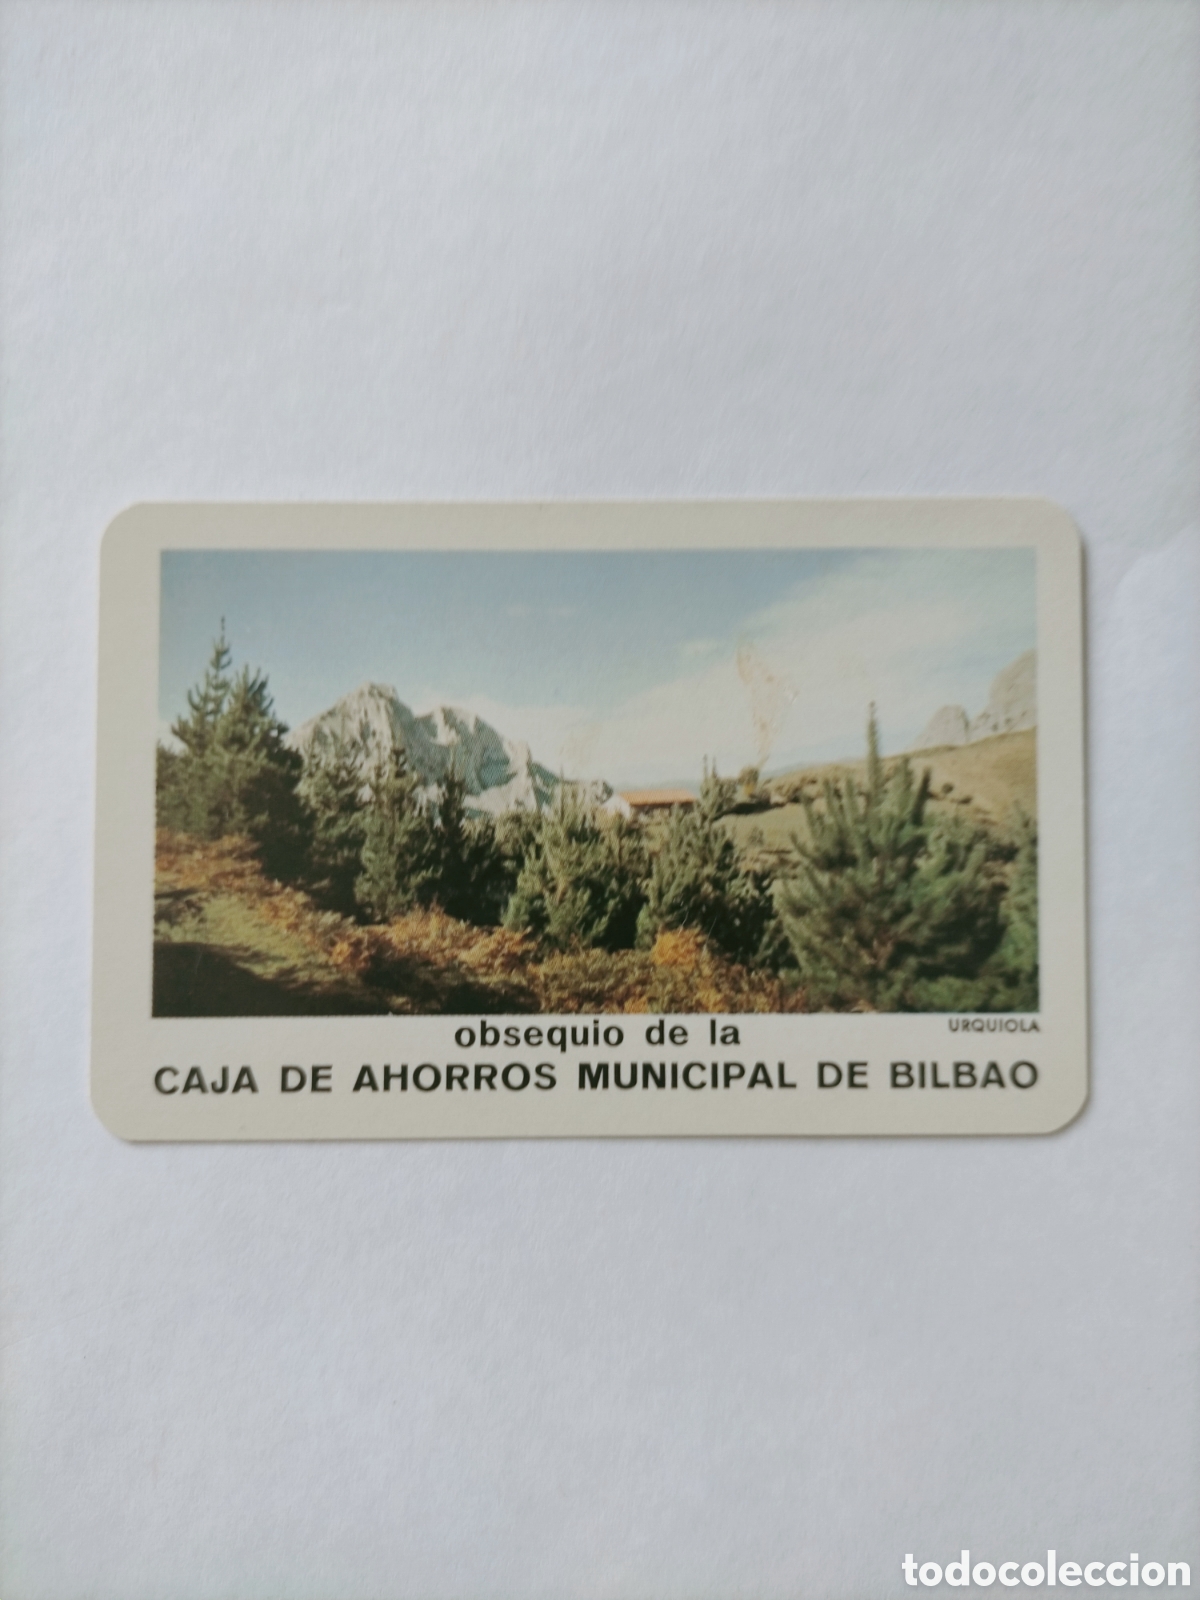 URQUIOLA
obsequio de la
CAJA DE AHORROS MUNICIPAL DE BILBAO
todocoleccion